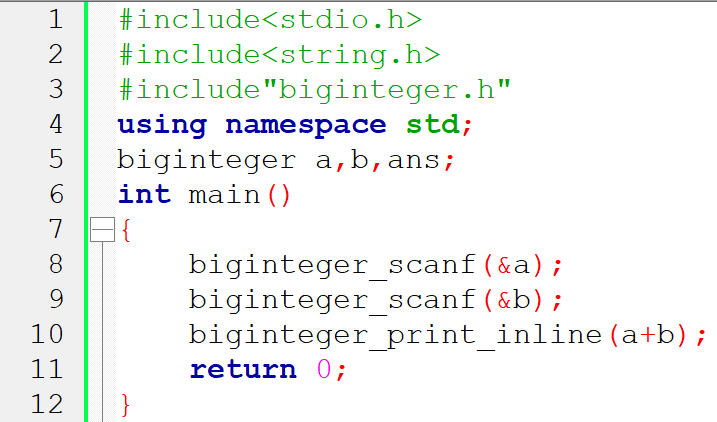 1 #include<stdio.h>
2 #include<string.h>
3 #include"biginteger.h"
4 using namespace std;
5 biginteger a,b,ans;
6 int main()
7 {
8 biginteger_scanf(&a);
9 biginteger_scanf(&b);
10 biginteger_print_inline(a+b);
11 return 0;
12 }